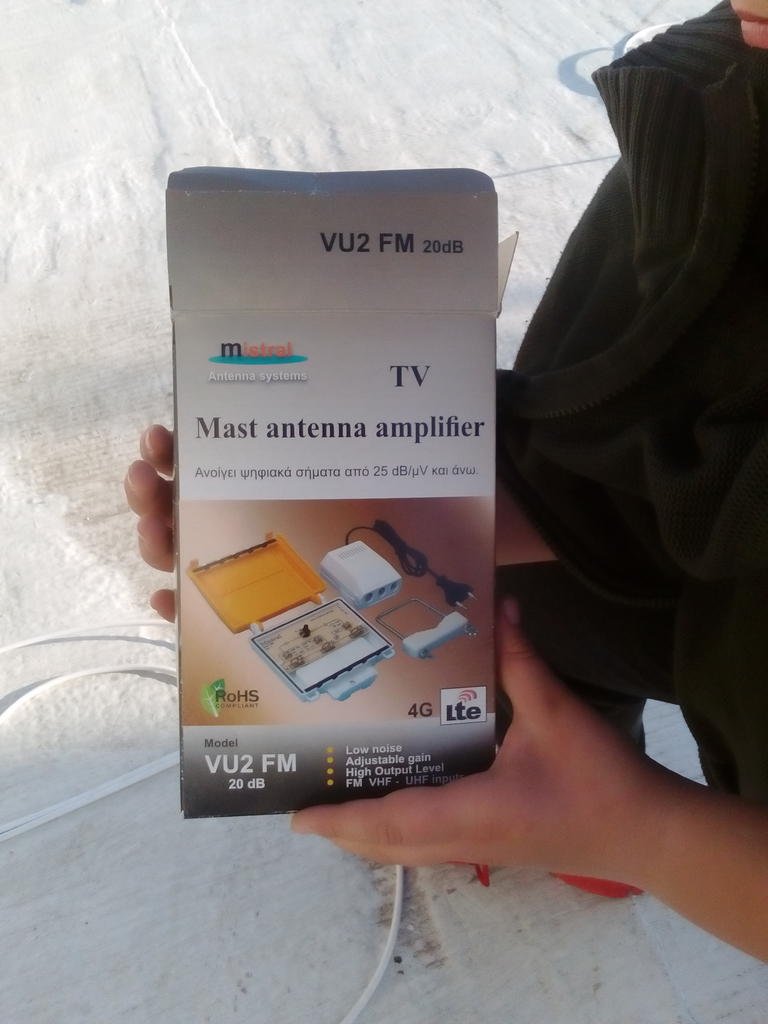 VU2 FM 20dB
mistral
Antenna systems
TV
Mast antenna amplifier
Ανοίγει ψηφιακά σήματα από 25 dB/μV και άνω.
mistral
RoHS
COMPLIANT
4G LTE
Model
VU2 FM
20 dB
Low noise
Adjustable gain
High Output Level
FM VHF - UHF inputs